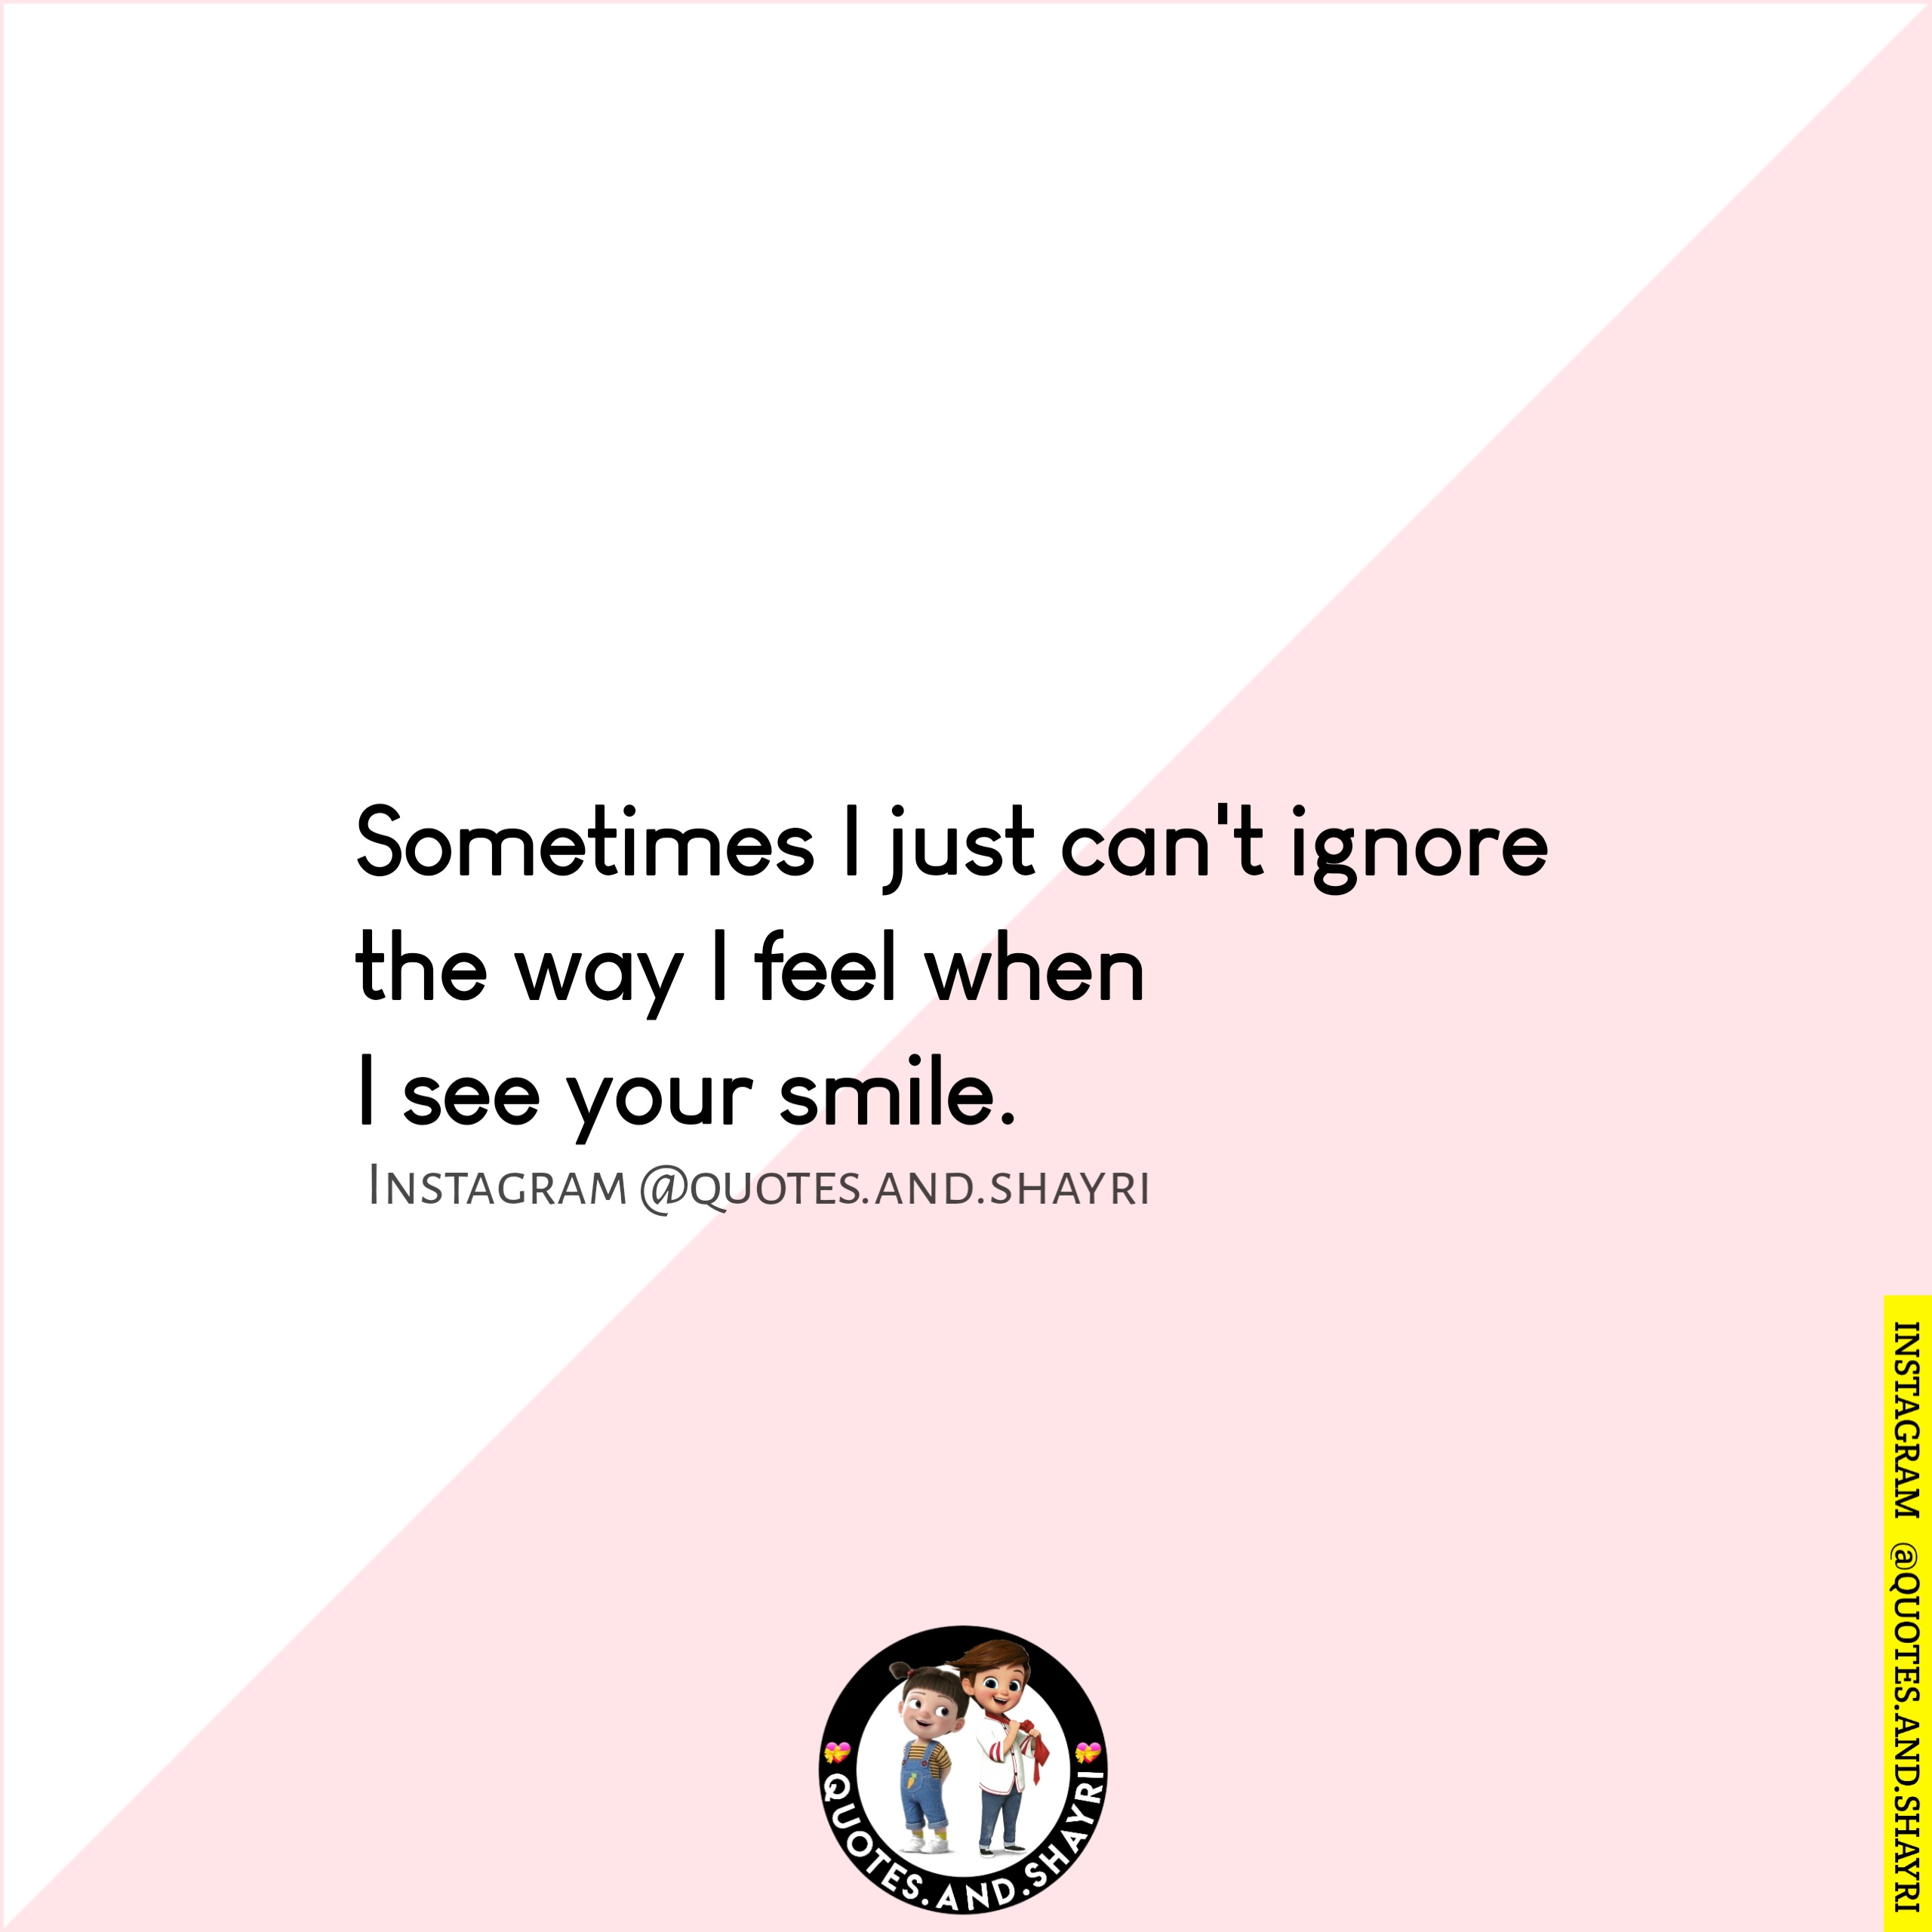 Sometimes I just can't ignore
the way I feel when
I see your smile.
Instagram @quotes.and.shayri
INSTAGRAM @QUOTES.AND.SHAYRI
QUOTES.AND.SHAYRI